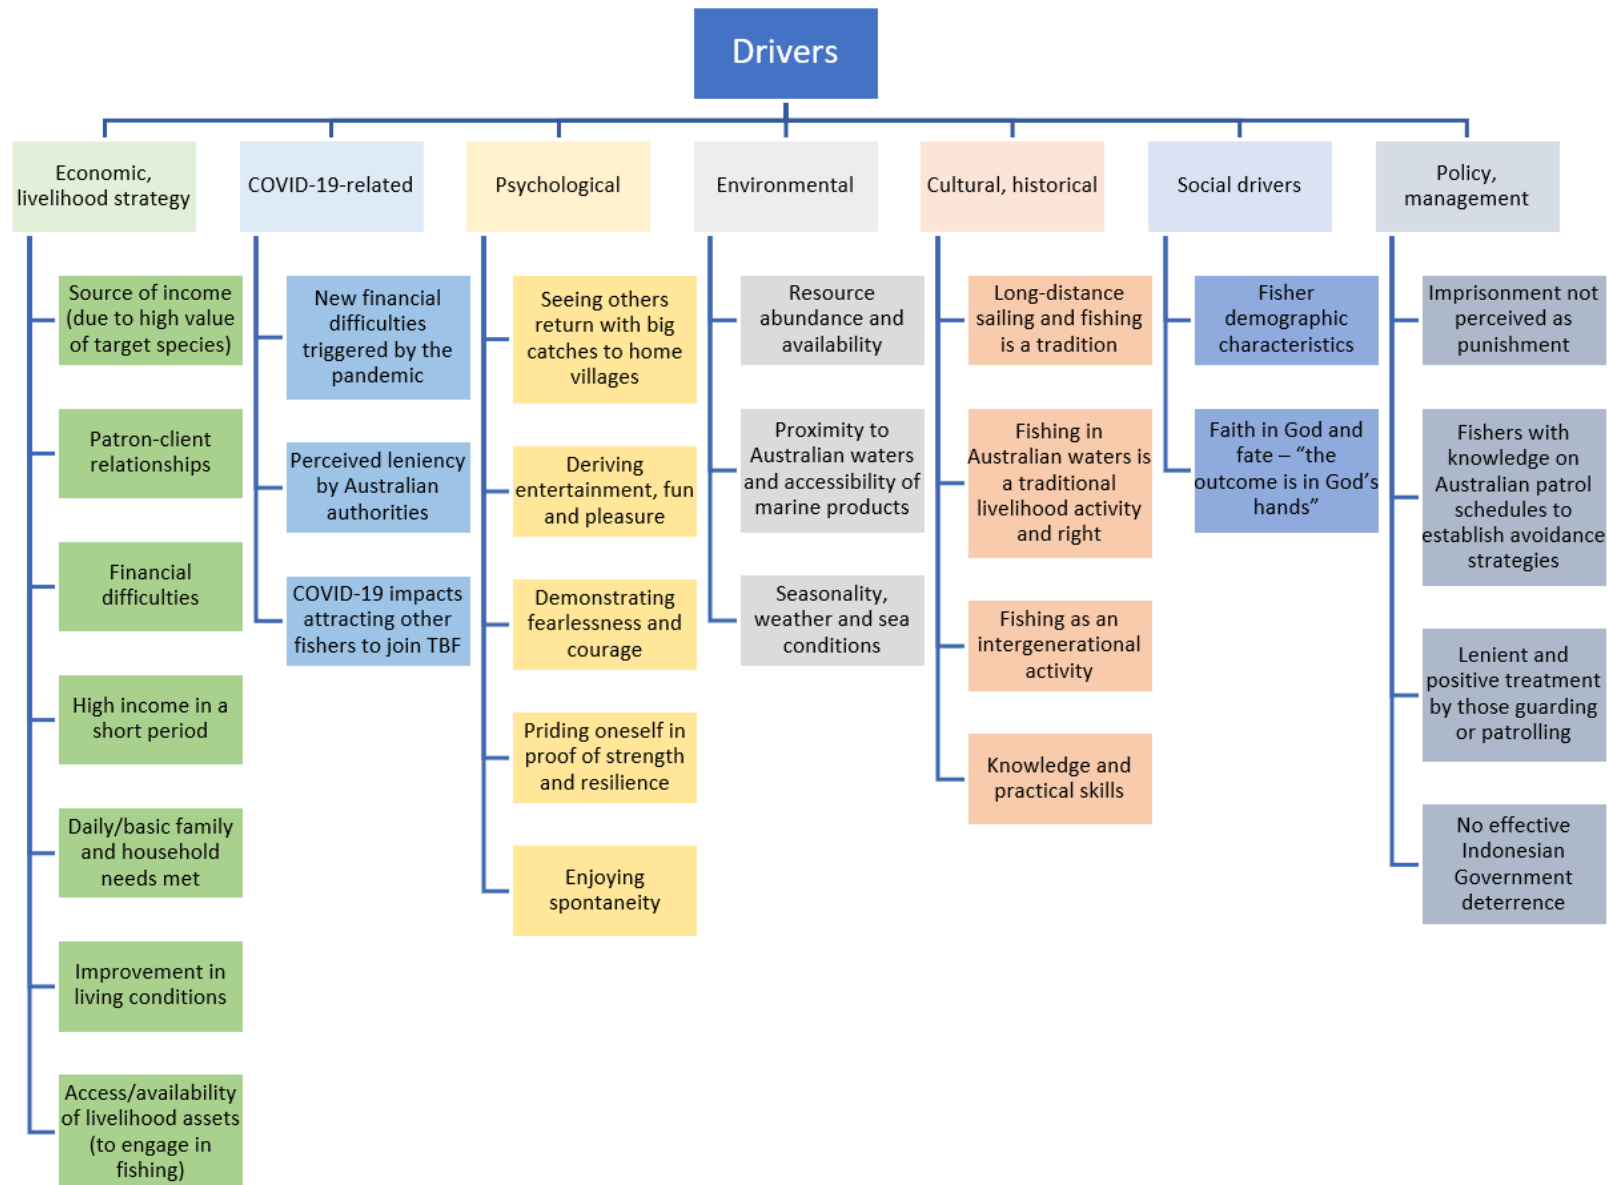 Drivers
Economic,
livelihood strategy
Source of income
(due to high value
of target species)
Patron-client
relationships
Financial
difficulties
High income in a
short period
Daily/basic family
and household
needs met
Improvement in
living conditions
Access/availability
of livelihood assets
(to engage in
fishing)
COVID-19-related
New financial
difficulties
triggered by the
pandemic
Perceived leniency
by Australian
authorities
COVID-19 impacts
attracting other
fishers to join TBF
Psychological
Seeing others
return with big
catches to home
villages
Deriving
entertainment, fun
and pleasure
Demonstrating
fearlessness and
courage
Priding oneself in
proof of strength
and resilience
Enjoying
spontaneity
Environmental
Resource
abundance and
availability
Proximity to
Australian waters
and accessibility of
marine products
Seasonality,
weather and sea
conditions
Cultural, historical
Long-distance
sailing and fishing
is a tradition
Fishing in
Australian waters is
a traditional
livelihood activity
and right
Fishing as an
intergenerational
activity
Knowledge and
practical skills
Social drivers
Fisher
demographic
characteristics
Faith in God and
fate – “the
outcome is in God’s
hands”
Policy,
management
Imprisonment not
perceived as
punishment
Fishers with
knowledge on
Australian patrol
schedules to
establish avoidance
strategies
Lenient and
positive treatment
by those guarding
or patrolling
No effective
Indonesian
Government
deterrence